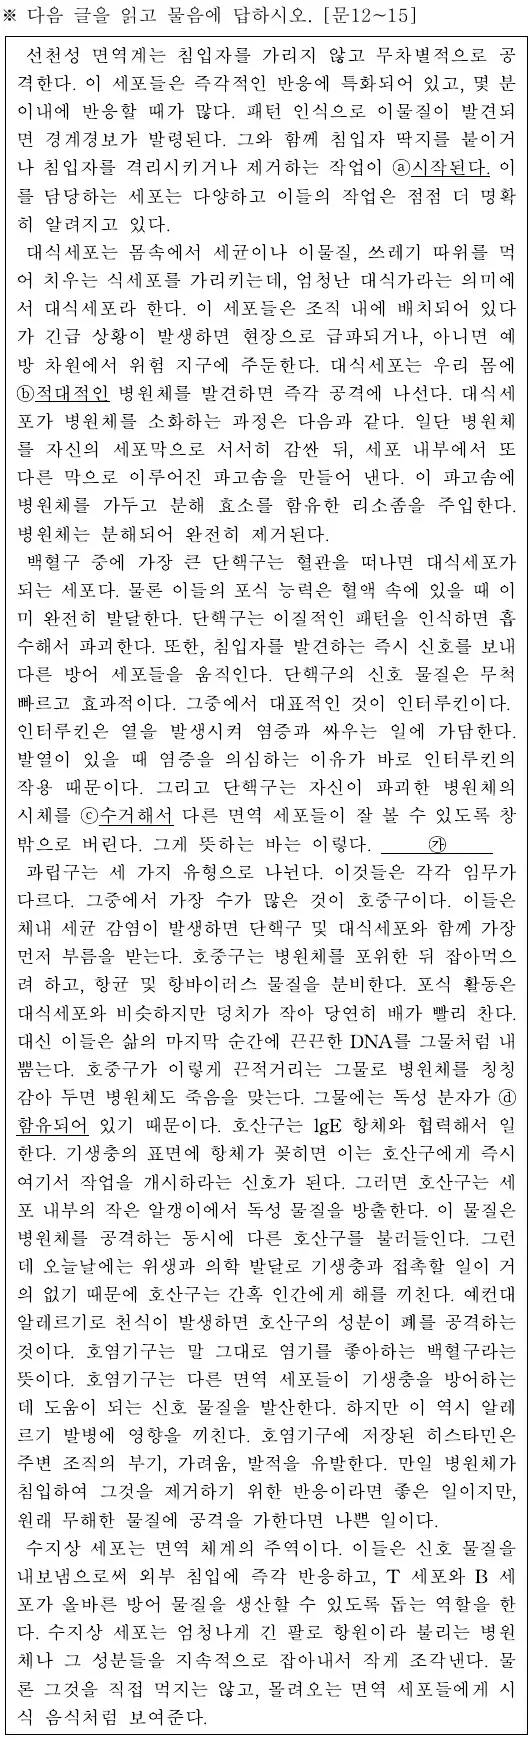 ※ 다음 글을 읽고 물음에 답하시오. [문12~15]
선천성 면역계는 침입자를 가리지 않고 무차별적으로 공
격한다. 이 세포들은 즉각적인 반응에 특화되어 있고, 몇 분
이내에 반응할 때가 많다. 패턴 인식으로 이물질이 발견되
면 경계경보가 발령된다. 그와 함께 침입자 딱지를 붙이거
나 침입자를 격리시키거나 제거하는 작업이 ⓐ시작된다. 이
를 담당하는 세포는 다양하고 이들의 작업은 점점 더 명확
히 알려지고 있다.
대식세포는 몸속에서 세균이나 이물질, 쓰레기 따위를 먹
어 치우는 식세포를 가리키는데, 엄청난 대식가라는 의미에
서 대식세포라 한다. 이 세포들은 조직 내에 배치되어 있다
가 긴급 상황이 발생하면 현장으로 급파되거나, 아니면 예
방 차원에서 위험 지구에 주둔한다. 대식세포는 우리 몸에
ⓑ적대적인 병원체를 발견하면 즉각 공격에 나선다. 대식세
포가 병원체를 소화하는 과정은 다음과 같다. 일단 병원체
를 자신의 세포막으로 서서히 감싼 뒤, 세포 내부에서 또
다른 막으로 이루어진 파고솜을 만들어 낸다. 이 파고솜에
병원체를 가두고 분해 효소를 함유한 리소좀을 주입한다.
병원체는 분해되어 완전히 제거된다.
백혈구 중에 가장 큰 단핵구는 혈관을 떠나면 대식세포가
되는 세포다. 물론 이들의 포식 능력은 혈액 속에 있을 때 이
미 완전히 발달한다. 단핵구는 이질적인 패턴을 인식하면 흡
수해서 파괴한다. 또한, 침입자를 발견하는 즉시 신호를 보내
다른 방어 세포들을 움직인다. 단핵구의 신호 물질은 무척
빠르고 효과적이다. 그중에서 대표적인 것이 인터루킨이다.
인터루킨은 열을 발생시켜 염증과 싸우는 일에 가담한다.
발열이 있을 때 염증을 의심하는 이유가 바로 인터루킨의
작용 때문이다. 그리고 단핵구는 자신이 파괴한 병원체의
시체를 ⓒ수거해서 다른 면역 세포들이 잘 볼 수 있도록 창
밖으로 버린다. 그게 뜻하는 바는 이렇다. ㉮
과립구는 세 가지 유형으로 나뉜다. 이것들은 각각 임무가
다르다. 그중에서 가장 수가 많은 것이 호중구이다. 이들은
체내 세균 감염이 발생하면 단핵구 및 대식세포와 함께 가장
먼저 부름을 받는다. 호중구는 병원체를 포위한 뒤 잡아먹으
려 하고, 항균 및 항바이러스 물질을 분비한다. 포식 활동은
대식세포와 비슷하지만 덩치가 작아 당연히 배가 빨리 찬다.
대신 이들은 삶의 마지막 순간에 끈끈한 DNA를 그물처럼 내
뿜는다. 호중구가 이렇게 끈적거리는 그물로 병원체를 칭칭
감아 두면 병원체도 죽음을 맞는다. 그물에는 독성 분자가 ⓓ
함유되어 있기 때문이다. 호산구는 lgE 항체와 협력해서 일
한다. 기생충의 표면에 항체가 꽂히면 이는 호산구에게 즉시
여기서 작업을 개시하라는 신호가 된다. 그러면 호산구는 세
포 내부의 작은 알갱이에서 독성 물질을 방출한다. 이 물질은
병원체를 공격하는 동시에 다른 호산구를 불러들인다. 그런
데 오늘날에는 위생과 의학 발달로 기생충과 접촉할 일이 거
의 없기 때문에 호산구는 간혹 인간에게 해를 끼친다. 예컨대
알레르기로 천식이 발생하면 호산구의 성분이 폐를 공격하는
것이다. 호염기구는 말 그대로 염기를 좋아하는 백혈구라는
뜻이다. 호염기구는 다른 면역 세포들이 기생충을 방어하는
데 도움이 되는 신호 물질을 발산한다. 하지만 이 역시 알레
르기 발병에 영향을 끼친다. 호염기구에 저장된 히스타민은
주변 조직의 부기, 가려움, 발적을 유발한다. 만일 병원체가
침입하여 그것을 제거하기 위한 반응이라면 좋은 일이지만,
원래 무해한 물질에 공격을 가한다면 나쁜 일이다.
수지상 세포는 면역 체계의 주역이다. 이들은 신호 물질을
내보냄으로써 외부 침입에 즉각 반응하고, T 세포와 B 세
포가 올바른 방어 물질을 생산할 수 있도록 돕는 역할을 한
다. 수지상 세포는 엄청나게 긴 팔로 항원이라 불리는 병원
체나 그 성분들을 지속적으로 잡아내서 작게 조각낸다. 물
론 그것을 직접 먹지는 않고, 몰려오는 면역 세포들에게 시
식 음식처럼 보여준다.